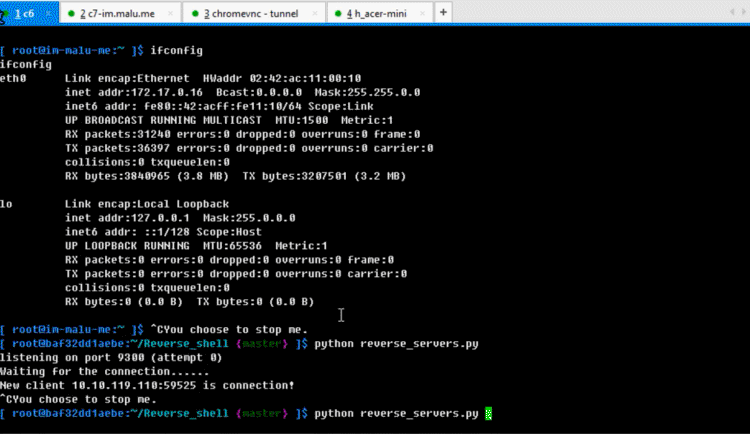 1 c6 × 2 c7-im.malu.me × 3 chromevnc - tunnel × 4 h_acer-mini × +
[ root@im-malu-me:~ ]$ ifconfig
ifconfig
eth0 Link encap:Ethernet HWaddr 02:42:ac:11:00:10
inet addr:172.17.0.16 Bcast:0.0.0.0 Mask:255.255.0.0
inet6 addr: fe80::42:acff:fe11:10/64 Scope:Link
UP BROADCAST RUNNING MULTICAST MTU:1500 Metric:1
RX packets:31240 errors:0 dropped:0 overruns:0 frame:0
TX packets:36397 errors:0 dropped:0 overruns:0 carrier:0
collisions:0 txqueuelen:0
RX bytes:3840965 (3.8 MB) TX bytes:3207501 (3.2 MB)
lo Link encap:Local Loopback
inet addr:127.0.0.1 Mask:255.0.0.0
inet6 addr: ::1/128 Scope:Host
UP LOOPBACK RUNNING MTU:65536 Metric:1
RX packets:0 errors:0 dropped:0 overruns:0 frame:0
TX packets:0 errors:0 dropped:0 overruns:0 carrier:0
collisions:0 txqueuelen:0
RX bytes:0 (0.0 B) TX bytes:0 (0.0 B)
[ root@im-malu-me:~ ]$ ^CYou choose to stop me.
[ root@baf32dd1aebe:~/Reverse_shell {master} ]$ python reverse_servers.py
listening on port 9300 (attempt 0)
Waiting for the connection......
New client 10.10.119.110:59525 is connection!
^CYou choose to stop me.
[ root@baf32dd1aebe:~/Reverse_shell {master} ]$ python reverse_servers.py